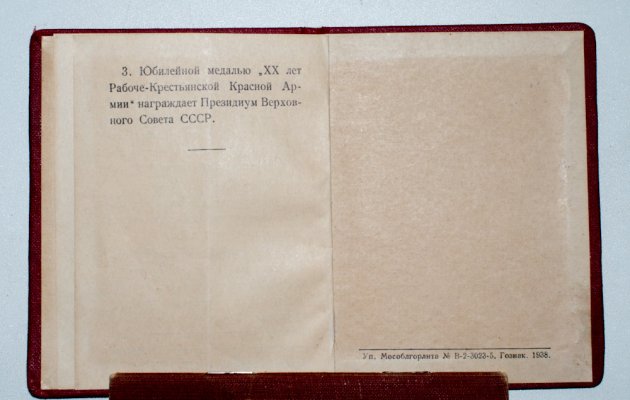 3. Юбилейной медалью „XX лет
Рабоче-Крестьянской Красной Ар-
мии" награждает Президиум Верхов-
ного Совета СССР.
Уп. Мособлгорлита № В-2-3023-5. Гознак. 1938.